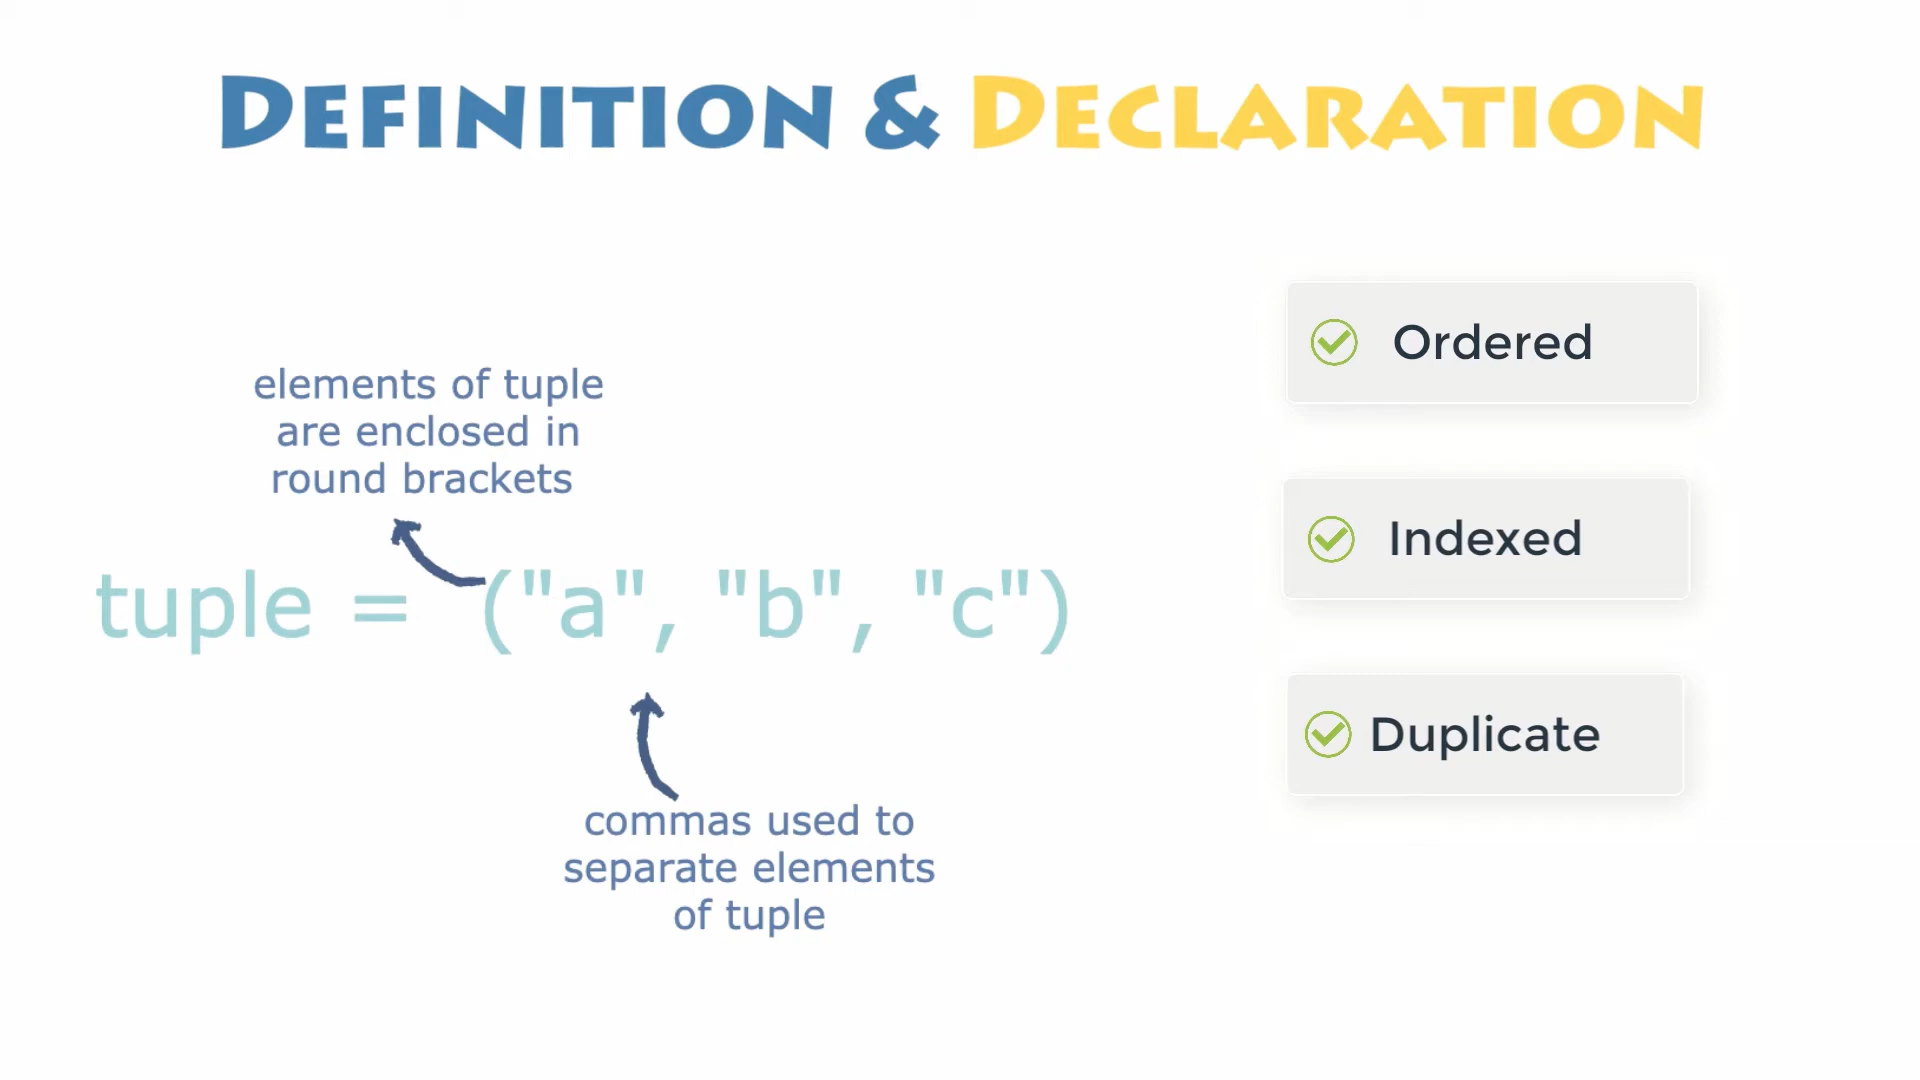 DEFINITION & DECLARATION
elements of tuple
are enclosed in
round brackets
tuple = ("a", "b", "c")
commas used to
separate elements
of tuple
Ordered
Indexed
Duplicate